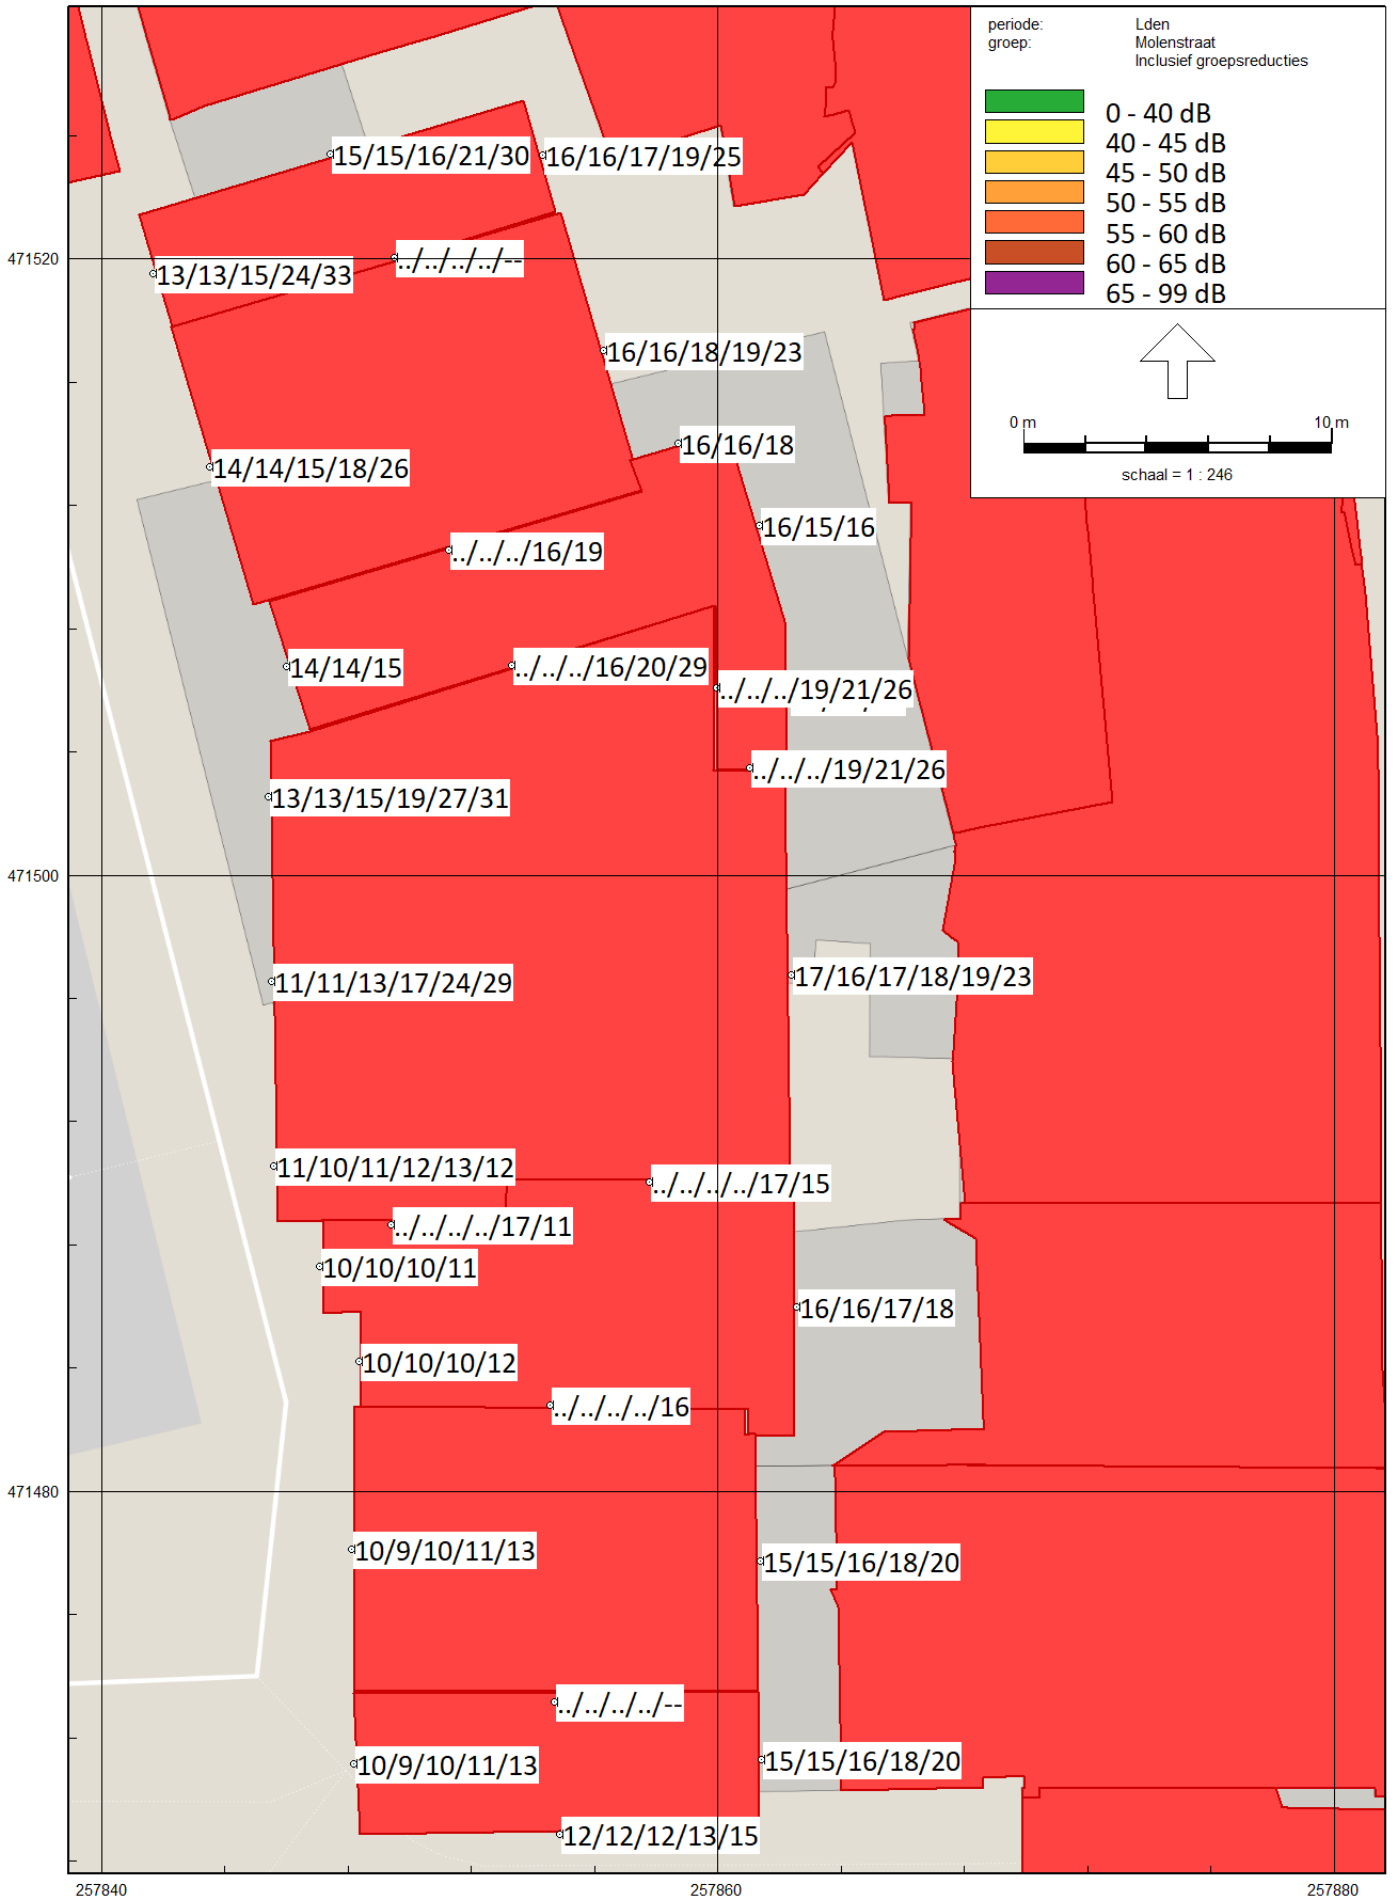 periode: Lden
groep: Molenstraat
Inclusief groepsreducties
0 - 40 dB
40 - 45 dB
45 - 50 dB
50 - 55 dB
55 - 60 dB
60 - 65 dB
65 - 99 dB
0 m 10 m
schaal = 1 : 246
15/15/16/21/30
16/16/17/19/25
471520
../../../../--
13/13/15/24/33
16/16/18/19/23
16/16/18
14/14/15/18/26
16/15/16
../../../16/19
14/14/15
../../../16/20/29
../../../19/21/26
../../../19/21/26
13/13/15/19/27/31
471500
17/16/17/18/19/23
11/11/13/17/24/29
11/10/11/12/13/12
../../../../17/15
../../../../17/11
10/10/10/11
16/16/17/18
10/10/10/12
../../../../16
471480
10/9/10/11/13
15/15/16/18/20
../../../../--
10/9/10/11/13
15/15/16/18/20
12/12/12/13/15
257840
257860
257880